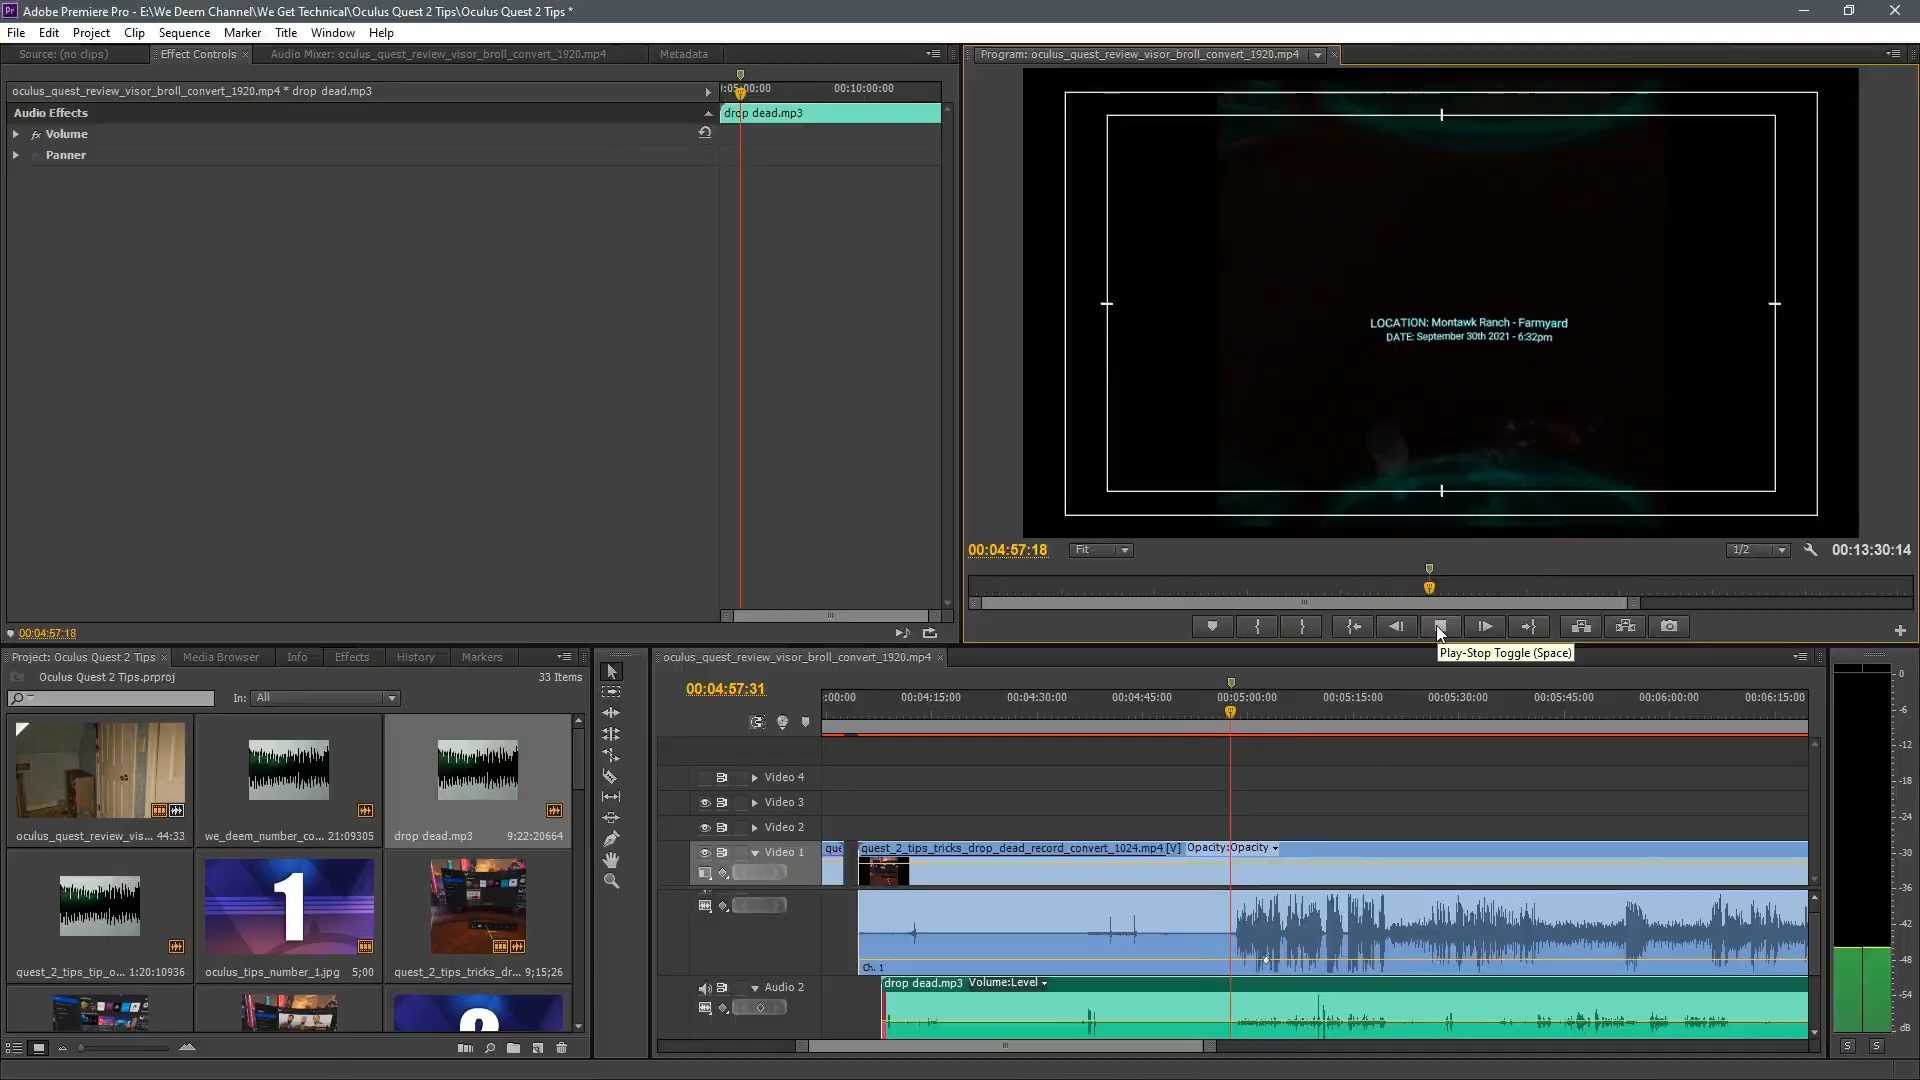 Pr Adobe Premiere Pro - E:\We Deem Channel\We Get Technical\Oculus Quest 2 Tips\Oculus Quest 2 Tips *
File Edit Project Clip Sequence Marker Title Window Help
Source: (no clips) Effect Controls × Audio Mixer: oculus_quest_review_visor_broll_convert_1920.mp4 Metadata
Program: oculus_quest_review_visor_broll_convert_1920.mp4 ×
oculus_quest_review_visor_broll_convert_1920.mp4 * drop dead.mp3
00:10:00:00
Audio Effects
drop dead.mp3
fx Volume
Panner
LOCATION: Montawk Ranch - Farmyard
DATE: September 30th 2021 - 6:32pm
00:04:57:18 Fit 1/2 00:13:30:14
00:04:57:18
Play-Stop Toggle (Space)
Project: Oculus Quest 2 Tips × Media Browser Info Effects History Markers
Oculus Quest 2 Tips.prproj 33 Items
In: All
oculus_quest_review_vis... 44:33
we_deem_number_co... 21:09305
drop dead.mp3 9:22:20664
1
quest_2_tips_tip_o... 1:20:10936
oculus_tips_number_1.jpg 5;00
quest_2_tips_tricks_dr... 9;15;26
oculus_quest_review_visor_broll_convert_1920.mp4 ×
00:04:57:31
:00:00 00:04:15:00 00:04:30:00 00:04:45:00 00:05:00:00 00:05:15:00 00:05:30:00 00:05:45:00 00:06:00:00 00:06:15:00
Video 4
Video 3
Video 2
Video 1
que quest_2_tips_tricks_drop_dead_record_convert_1024.mp4 [V] Opacity:Opacity
Ch. 1
Audio 2
drop dead.mp3 Volume:Level
0
-6
-12
-18
-24
-30
-36
-42
-48
-54
dB
S S